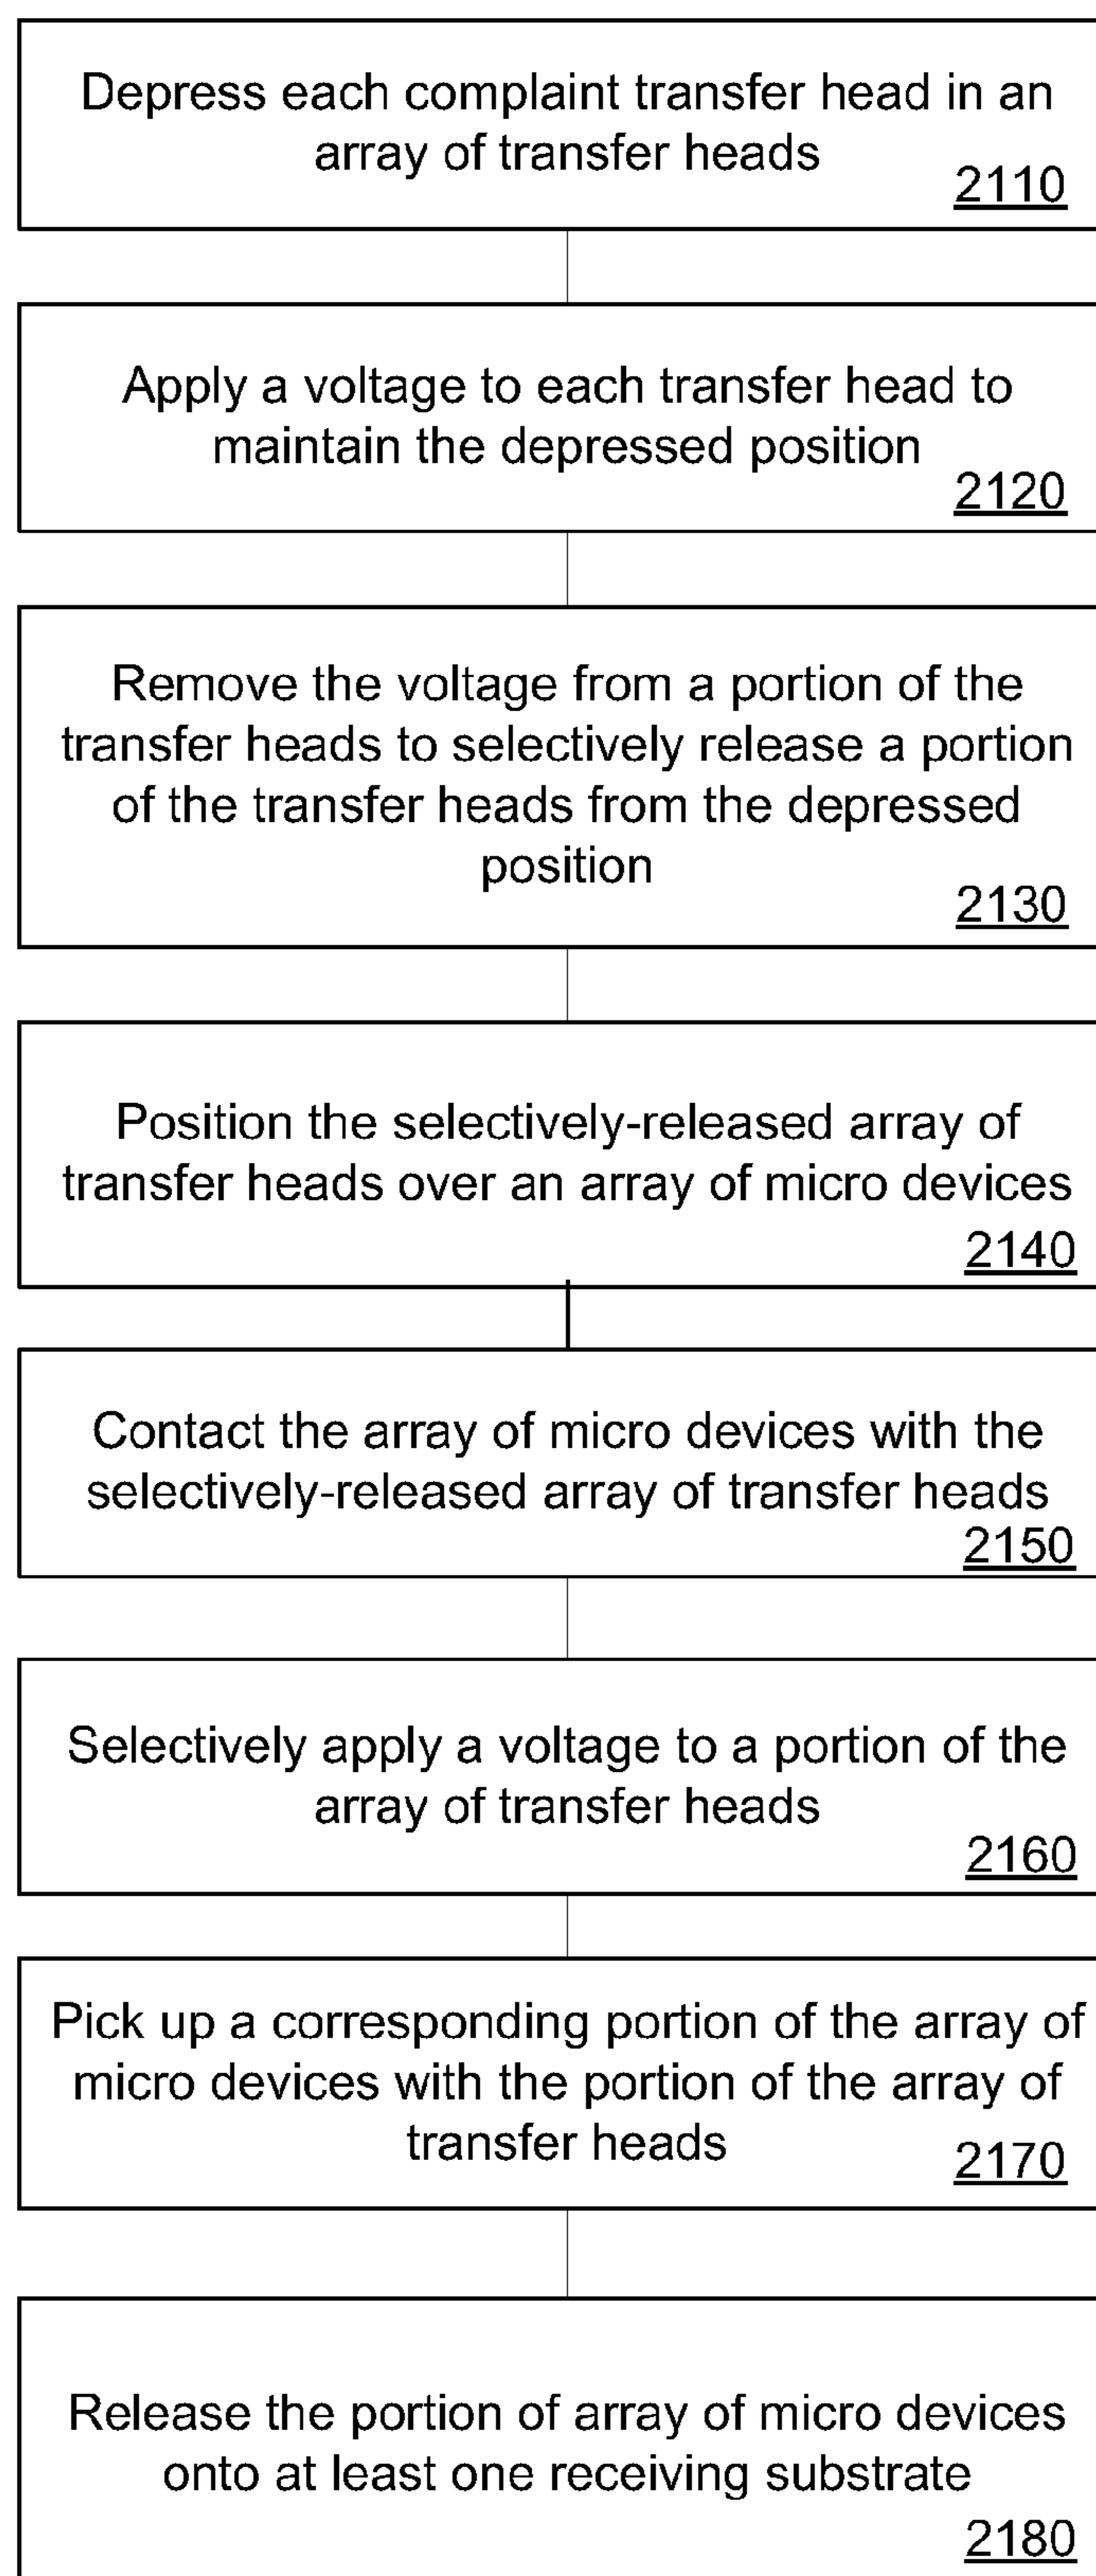 Depress each complaint transfer head in an
array of transfer heads
2110
Apply a voltage to each transfer head to
maintain the depressed position
2120
Remove the voltage from a portion of the
transfer heads to selectively release a portion
of the transfer heads from the depressed
position
2130
Position the selectively-released array of
transfer heads over an array of micro devices
2140
Contact the array of micro devices with the
selectively-released array of transfer heads
2150
Selectively apply a voltage to a portion of the
array of transfer heads
2160
Pick up a corresponding portion of the array of
micro devices with the portion of the array of
transfer heads
2170
Release the portion of array of micro devices
onto at least one receiving substrate
2180